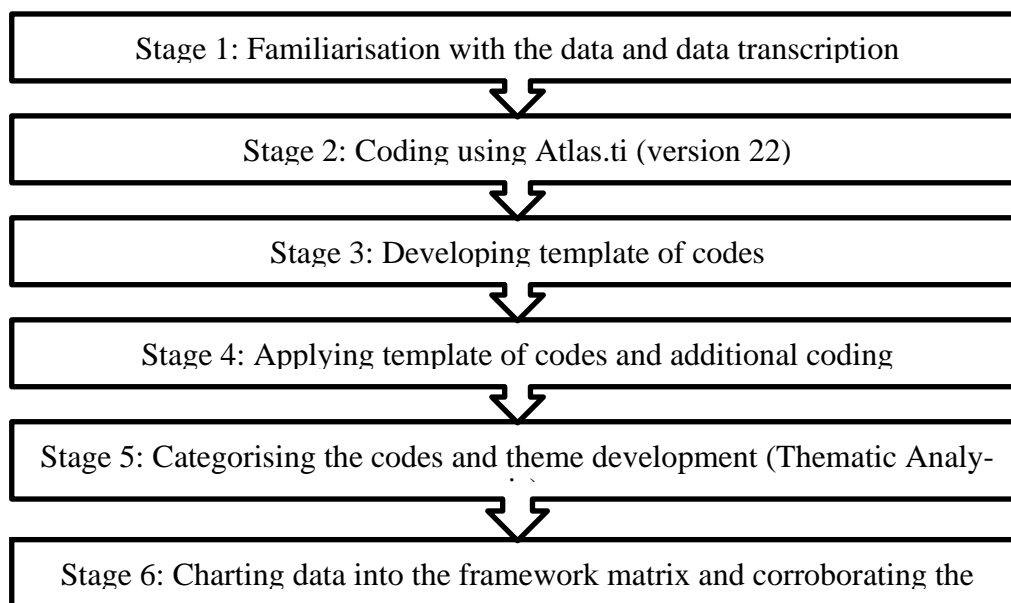 Stage 1: Familiarisation with the data and data transcription
Stage 2: Coding using Atlas.ti (version 22)
Stage 3: Developing template of codes
Stage 4: Applying template of codes and additional coding
Stage 5: Categorising the codes and theme development (Thematic Analy-
Stage 6: Charting data into the framework matrix and corroborating the